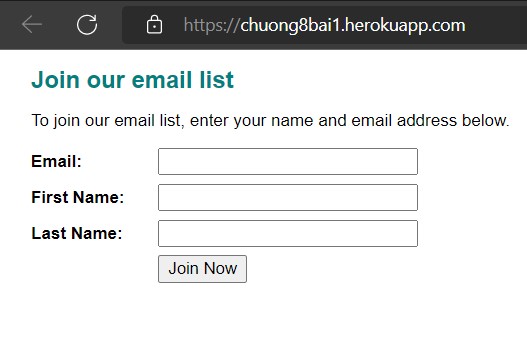 https://chuong8bai1.herokuapp.com
Join our email list
To join our email list, enter your name and email address below.
Email:
First Name:
Last Name:
Join Now